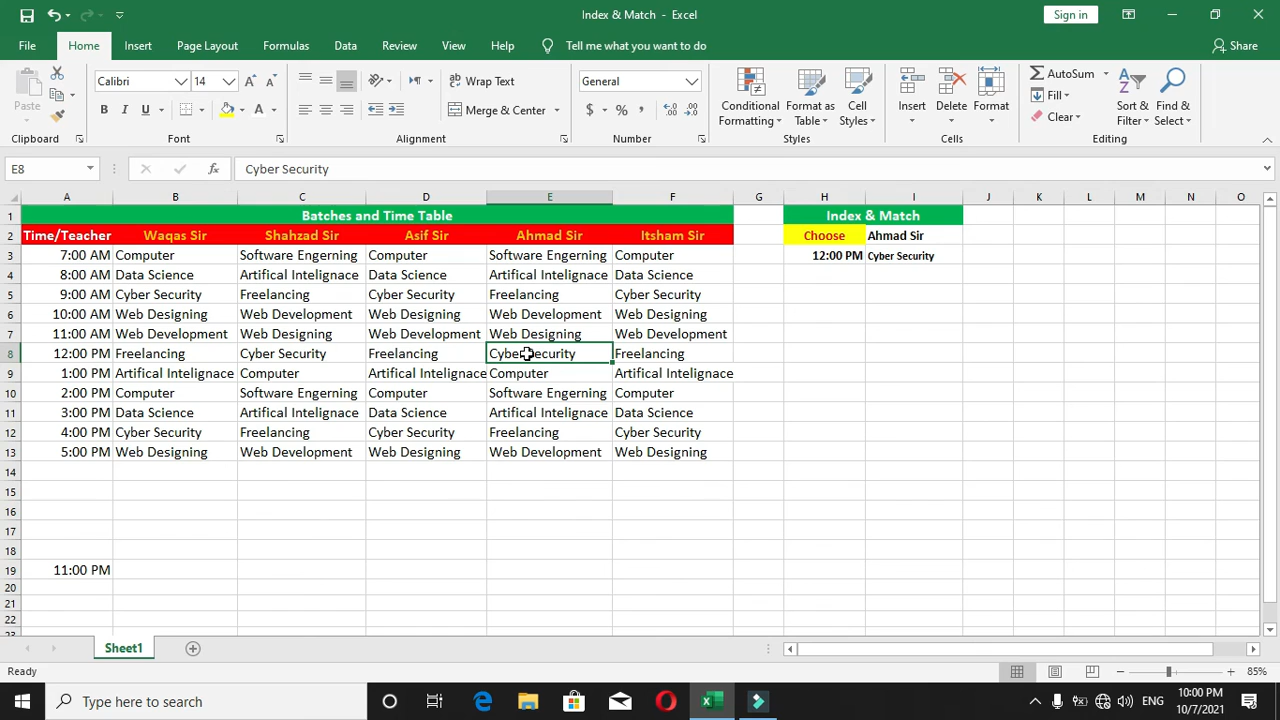 Index & Match - Excel
Sign in
File Home Insert Page Layout Formulas Data Review View Help Tell me what you want to do Share
Calibri 14 Wrap Text General AutoSum
Paste Merge & Center Conditional Formatting Format as Table Cell Styles Insert Delete Format Fill Clear Sort & Filter Find & Select
Clipboard Font Alignment Number Styles Cells Editing
E8 Cyber Security
A B C D E F G H I J K L M N O
1 Batches and Time Table Index & Match
2 Time/Teacher Waqas Sir Shahzad Sir Asif Sir Ahmad Sir Itsham Sir Choose Ahmad Sir
3 7:00 AM Computer Software Engerning Computer Software Engerning Computer 12:00 PM Cyber Security
4 8:00 AM Data Science Artifical Intelignace Data Science Artifical Intelignace Data Science
5 9:00 AM Cyber Security Freelancing Cyber Security Freelancing Cyber Security
6 10:00 AM Web Designing Web Development Web Designing Web Development Web Designing
7 11:00 AM Web Development Web Designing Web Development Web Designing Web Development
8 12:00 PM Freelancing Cyber Security Freelancing Cyber Security Freelancing
9 1:00 PM Artifical Intelignace Computer Artifical Intelignace Computer Artifical Intelignace
10 2:00 PM Computer Software Engerning Computer Software Engerning Computer
11 3:00 PM Data Science Artifical Intelignace Data Science Artifical Intelignace Data Science
12 4:00 PM Cyber Security Freelancing Cyber Security Freelancing Cyber Security
13 5:00 PM Web Designing Web Development Web Designing Web Development Web Designing
14
15
16
17
18
19 11:00 PM
20
21
22
23
Sheet1
Ready 85%
Type here to search ENG 10:00 PM
10/7/2021